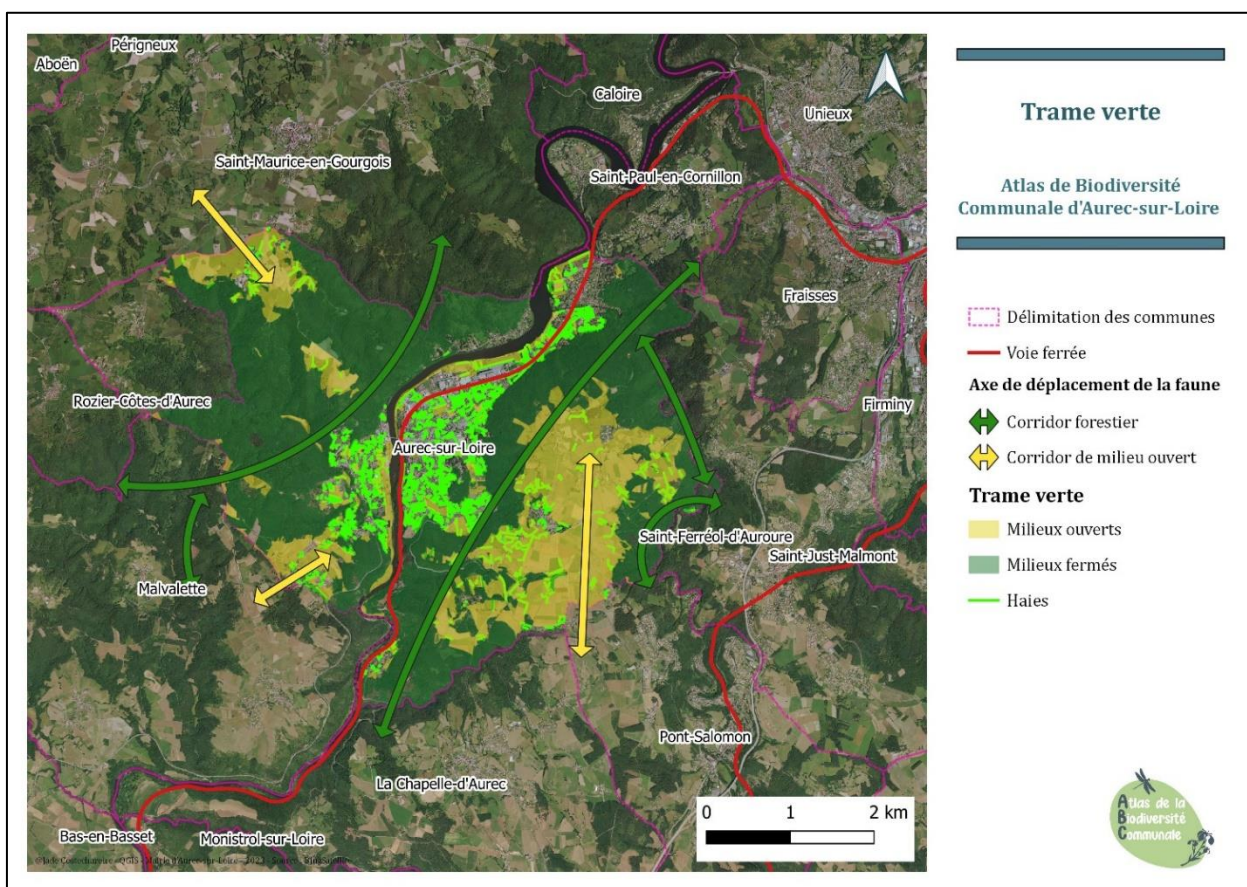 Périgneux
Aboën
Caloire
Unieux
Saint-Maurice-en-Gourgois
Saint-Paul-en-Cornillon
Fraisses
Rozier-Côtes-d'Aurec
Firminy
Aurec-sur-Loire
Saint-Ferréol-d'Auroure
Saint-Just-Malmont
Malvalette
Pont-Salomon
La Chapelle-d'Aurec
Bas-en-Basset
Monistrol-sur-Loire
0 1 2 km
Trame verte
Atlas de Biodiversité
Communale d'Aurec-sur-Loire
Délimitation des communes
Voie ferrée
Axe de déplacement de la faune
Corridor forestier
Corridor de milieu ouvert
Trame verte
Milieux ouverts
Milieux fermés
Haies
Atlas de la
Biodiversité
Communale